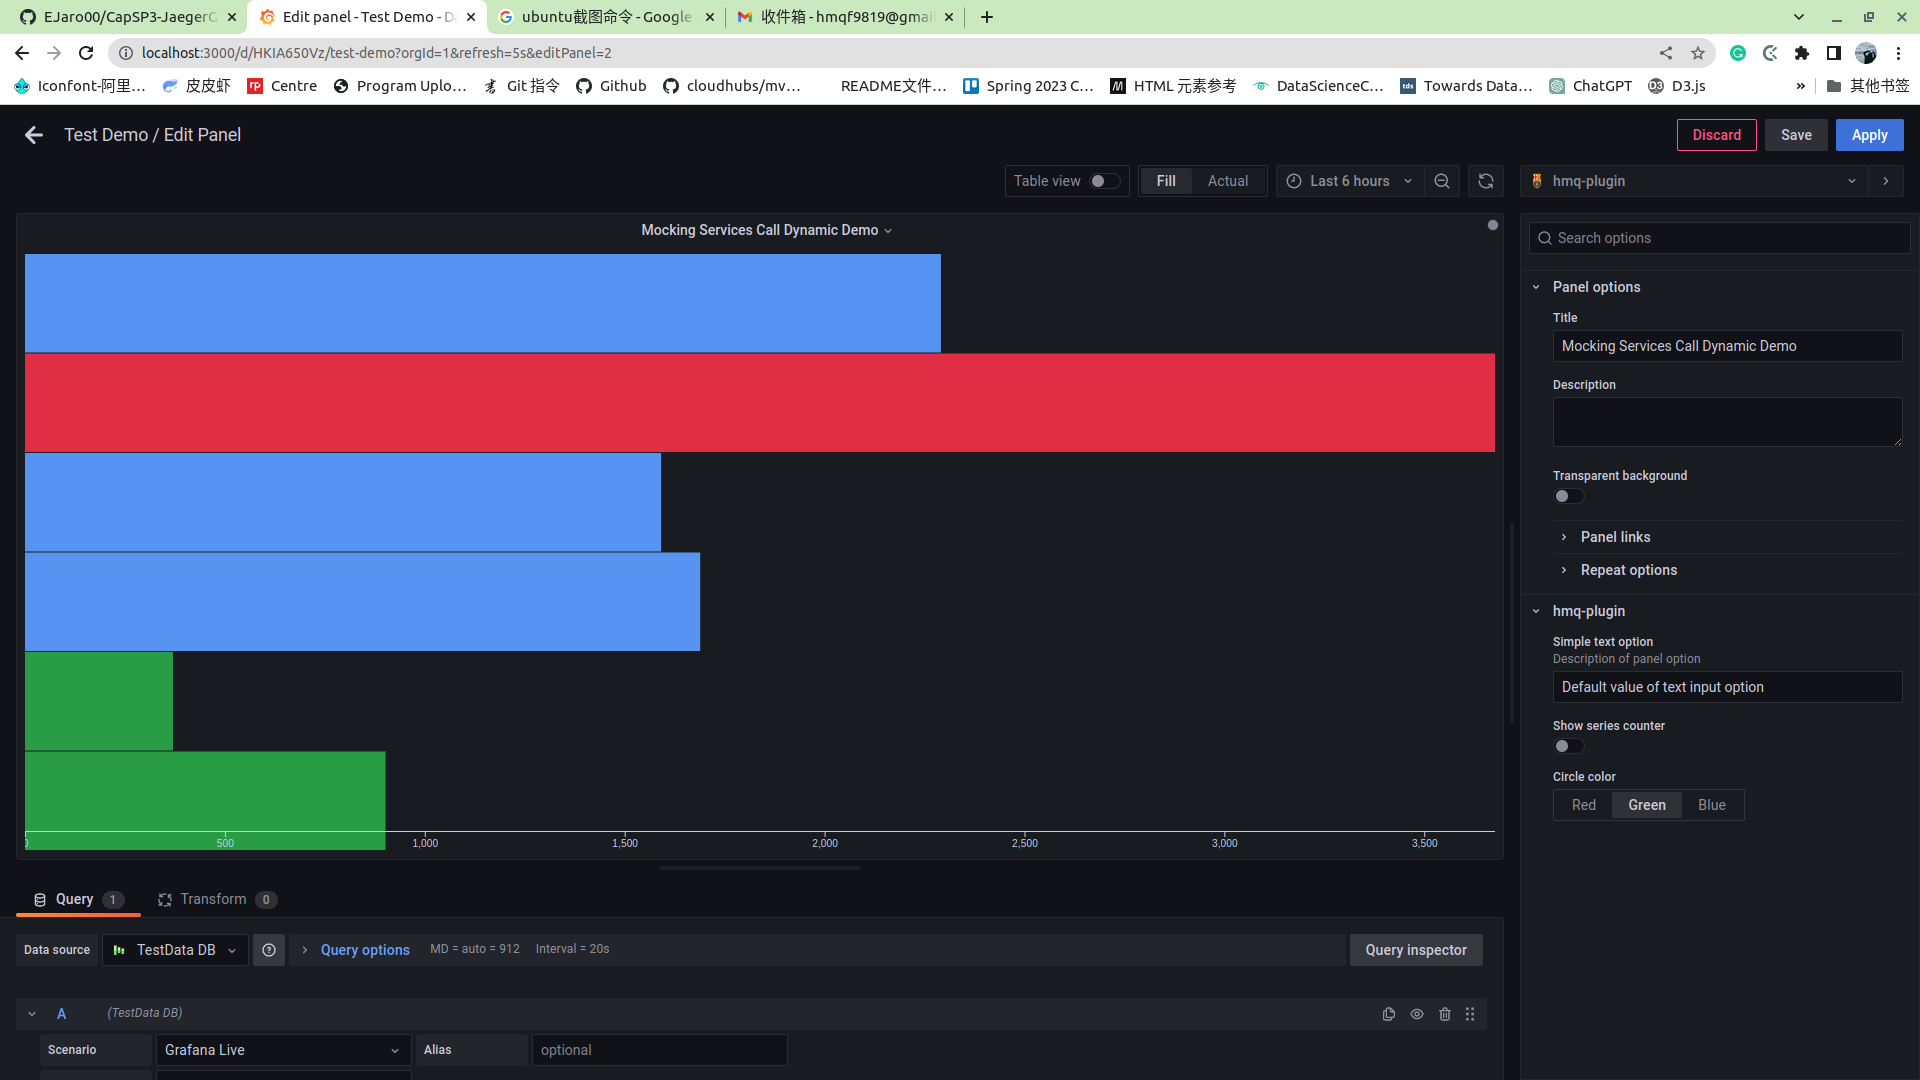 EJaro00/CapSP3-JaegerG
Edit panel - Test Demo - Da
ubuntu截图命令 - Google
收件箱 - hmqf9819@gmai
localhost:3000/d/HKIA650Vz/test-demo?orgId=1&refresh=5s&editPanel=2
Iconfont-阿里...
皮皮虾
rp Centre
Program Uplo...
Git 指令
Github
cloudhubs/mv...
README文件...
Spring 2023 C...
HTML 元素参考
DataScienceC...
tds Towards Data...
ChatGPT
D3 D3.js
»
其他书签
Test Demo / Edit Panel
Discard
Save
Apply
Table view
Fill
Actual
Last 6 hours
hmq-plugin
Mocking Services Call Dynamic Demo
0
500
1,000
1,500
2,000
2,500
3,000
3,500
Search options
Panel options
Title
Mocking Services Call Dynamic Demo
Description
Transparent background
Panel links
Repeat options
hmq-plugin
Simple text option
Description of panel option
Default value of text input option
Show series counter
Circle color
Red
Green
Blue
Query 1
Transform 0
Data source
TestData DB
Query options
MD = auto = 912
Interval = 20s
Query inspector
A
(TestData DB)
Scenario
Grafana Live
Alias
optional